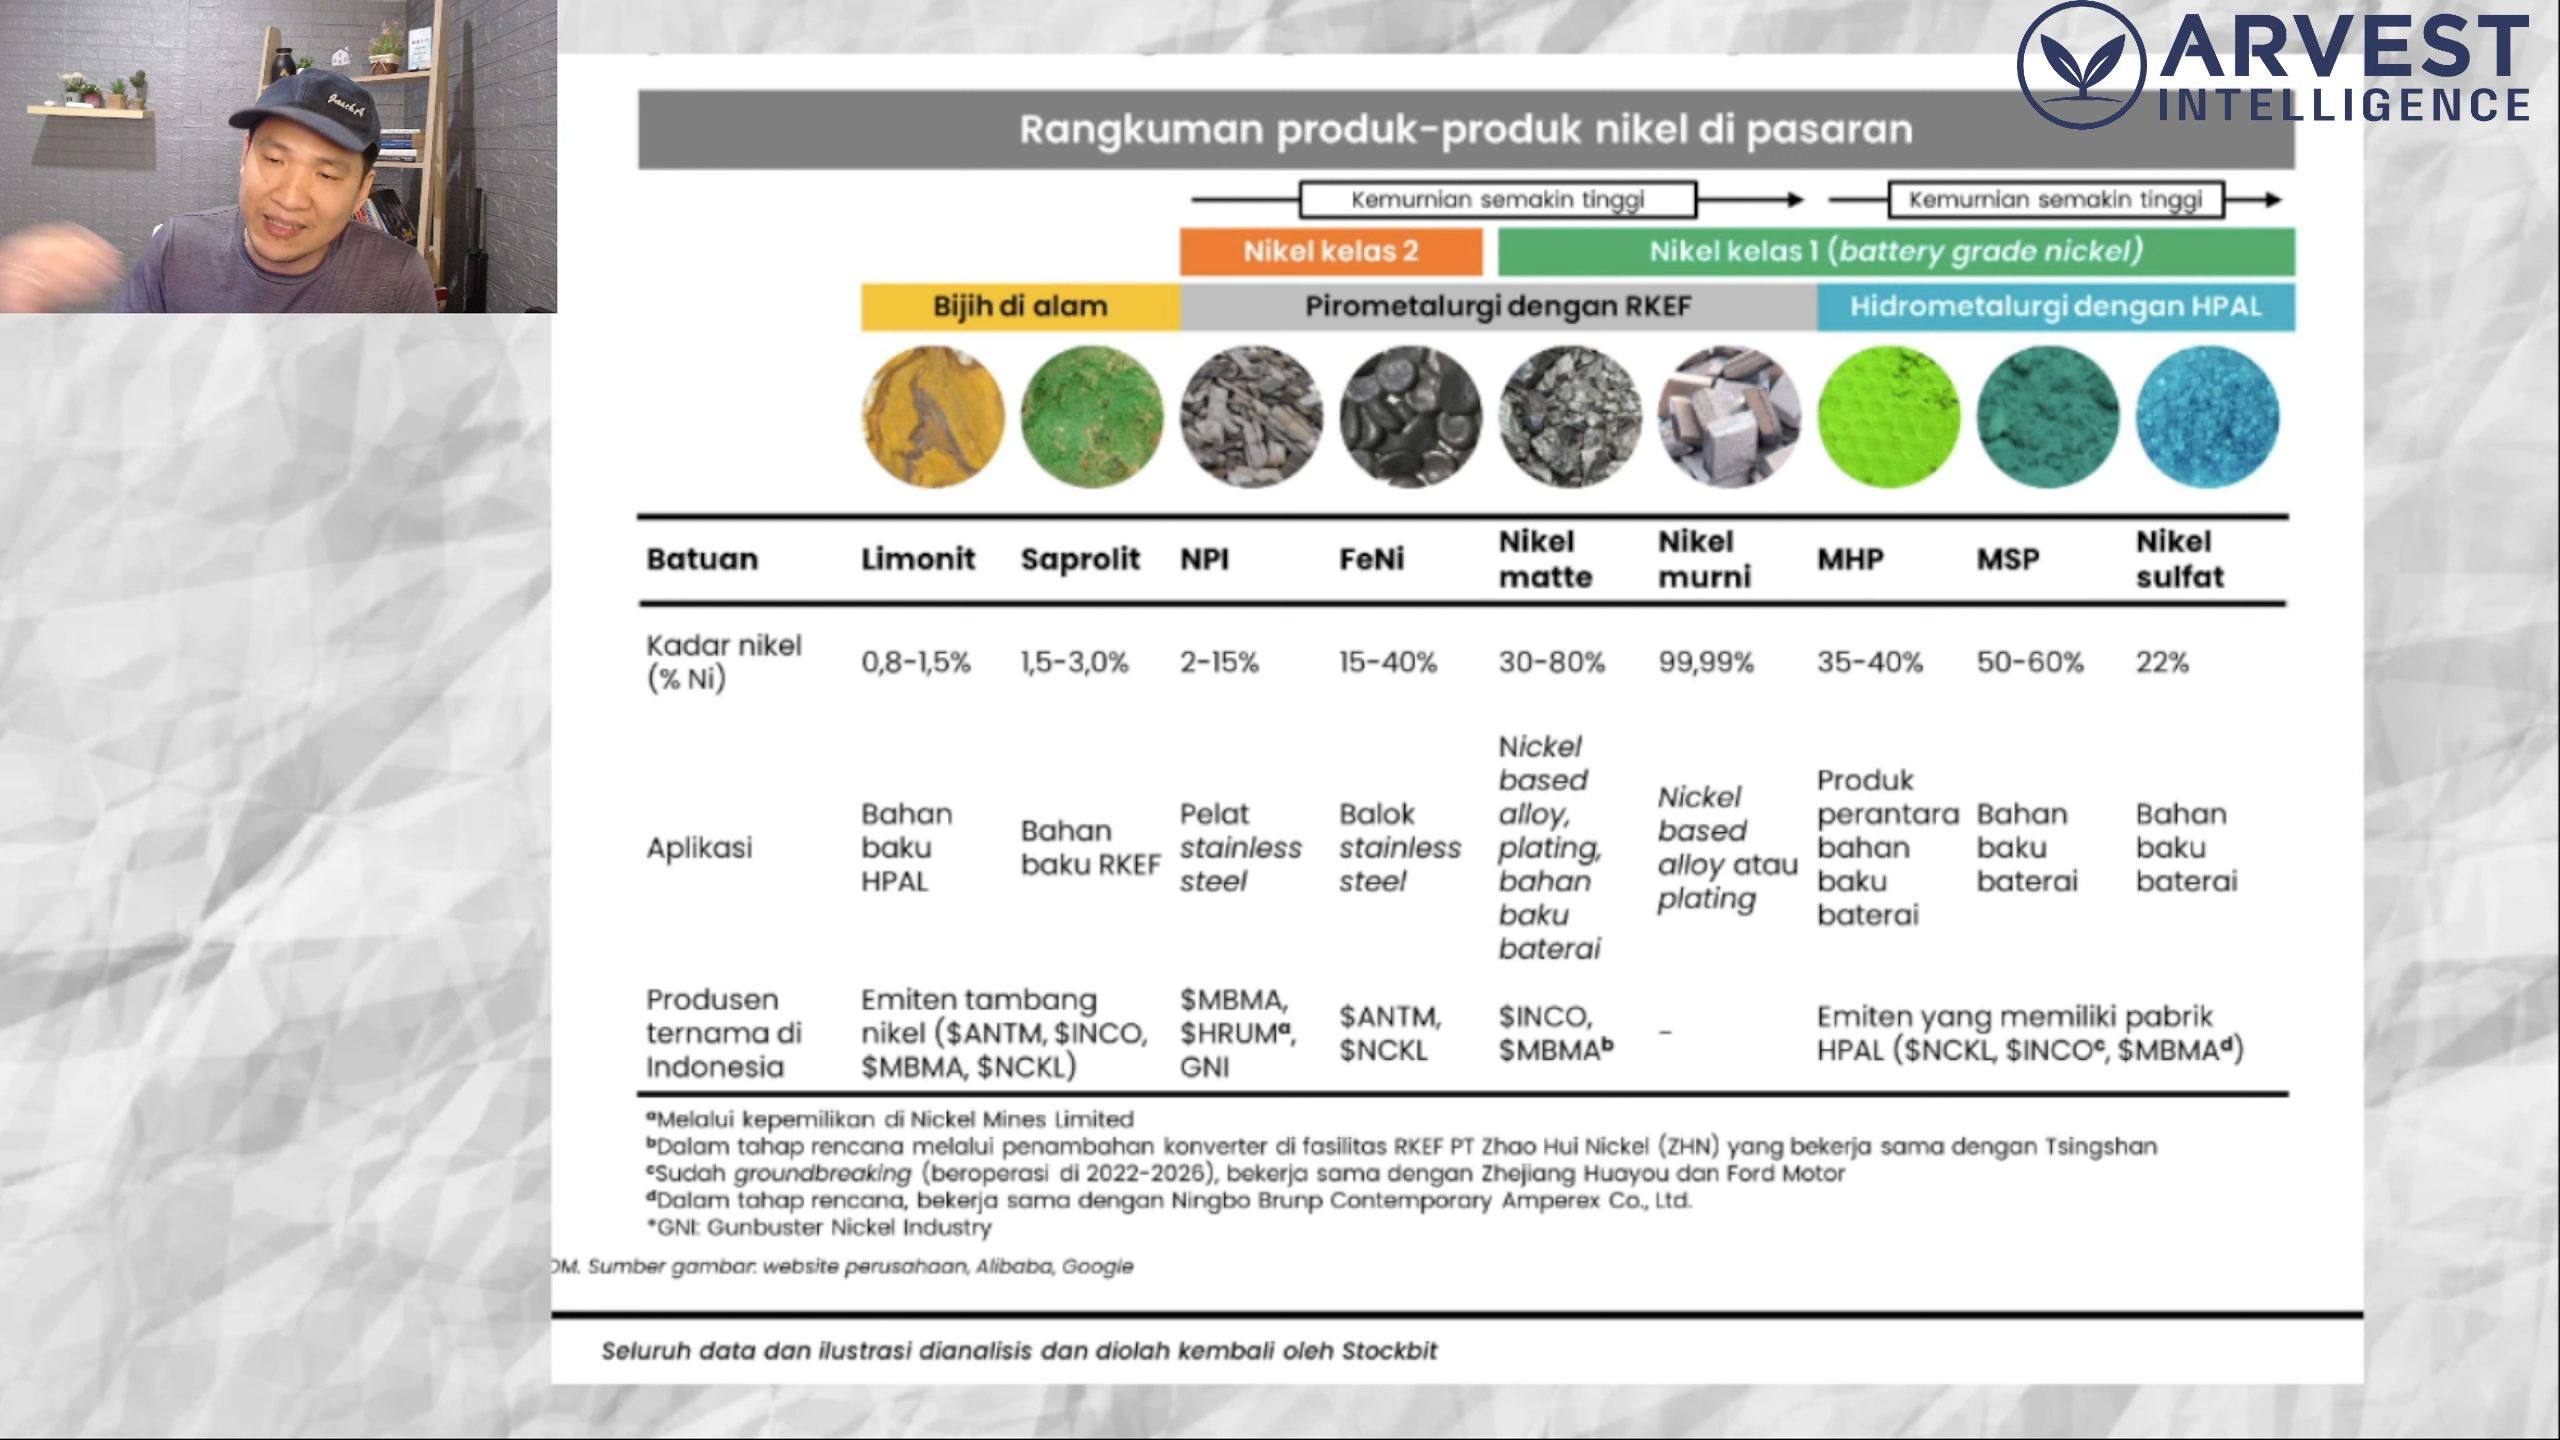 ARVEST
INTELLIGENCE
Rangkuman produk-produk nikel di pasaran
Kemurnian semakin tinggi
Kemurnian semakin tinggi
Nikel kelas 2
Nikel kelas 1 (battery grade nickel)
Bijih di alam
Pirometalurgi dengan RKEF
Hidrometalurgi dengan HPAL
Batuan
Limonit
Saprolit
NPI
FeNi
Nikel
matte
Nikel
murni
MHP
MSP
Nikel
sulfat
Kadar nikel
(% Ni)
0,8-1,5%
1,5-3,0%
2-15%
15-40%
30-80%
99,99%
35-40%
50-60%
22%
Aplikasi
Bahan
baku
HPAL
Bahan
baku RKEF
Pelat
stainless
steel
Balok
stainless
steel
Nickel
based
alloy,
plating,
bahan
baku
baterai
Nickel
based
alloy atau
plating
Produk
perantara
bahan
baku
baterai
Bahan
baku
baterai
Bahan
baku
baterai
Produsen
ternama di
Indonesia
Emiten tambang
nikel ($ANTM, $INCO,
$MBMA, $NCKL)
$MBMA,
$HRUMᵃ,
GNI
$ANTM,
$NCKL
$INCO,
$MBMAᵇ
-
Emiten yang memiliki pabrik
HPAL ($NCKL, $INCOᶜ, $MBMAᵈ)
ᵃMelalui kepemilikan di Nickel Mines Limited
ᵇDalam tahap rencana melalui penambahan konverter di fasilitas RKEF PT Zhao Hui Nickel (ZHN) yang bekerja sama dengan Tsingshan
ᶜSudah groundbreaking (beroperasi di 2022-2026), bekerja sama dengan Zhejiang Huayou dan Ford Motor
ᵈDalam tahap rencana, bekerja sama dengan Ningbo Brunp Contemporary Amperex Co., Ltd.
*GNI: Gunbuster Nickel Industry
DM. Sumber gambar: website perusahaan, Alibaba, Google
Seluruh data dan ilustrasi dianalisis dan diolah kembali oleh Stockbit